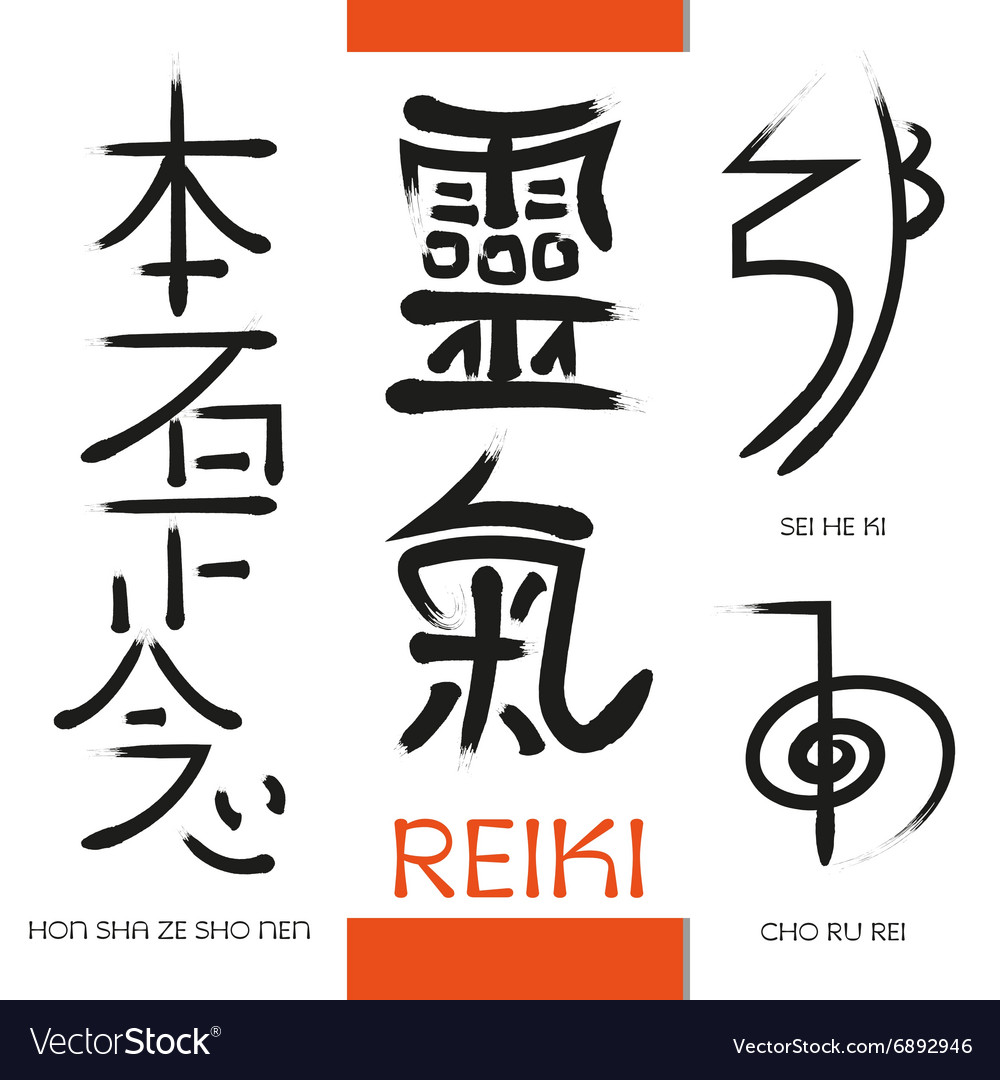 靈
氣
REIKI
HON SHA ZE SHO NEN
SEI HE KI
CHO RU REI
VectorStock®
VectorStock.com/6892946